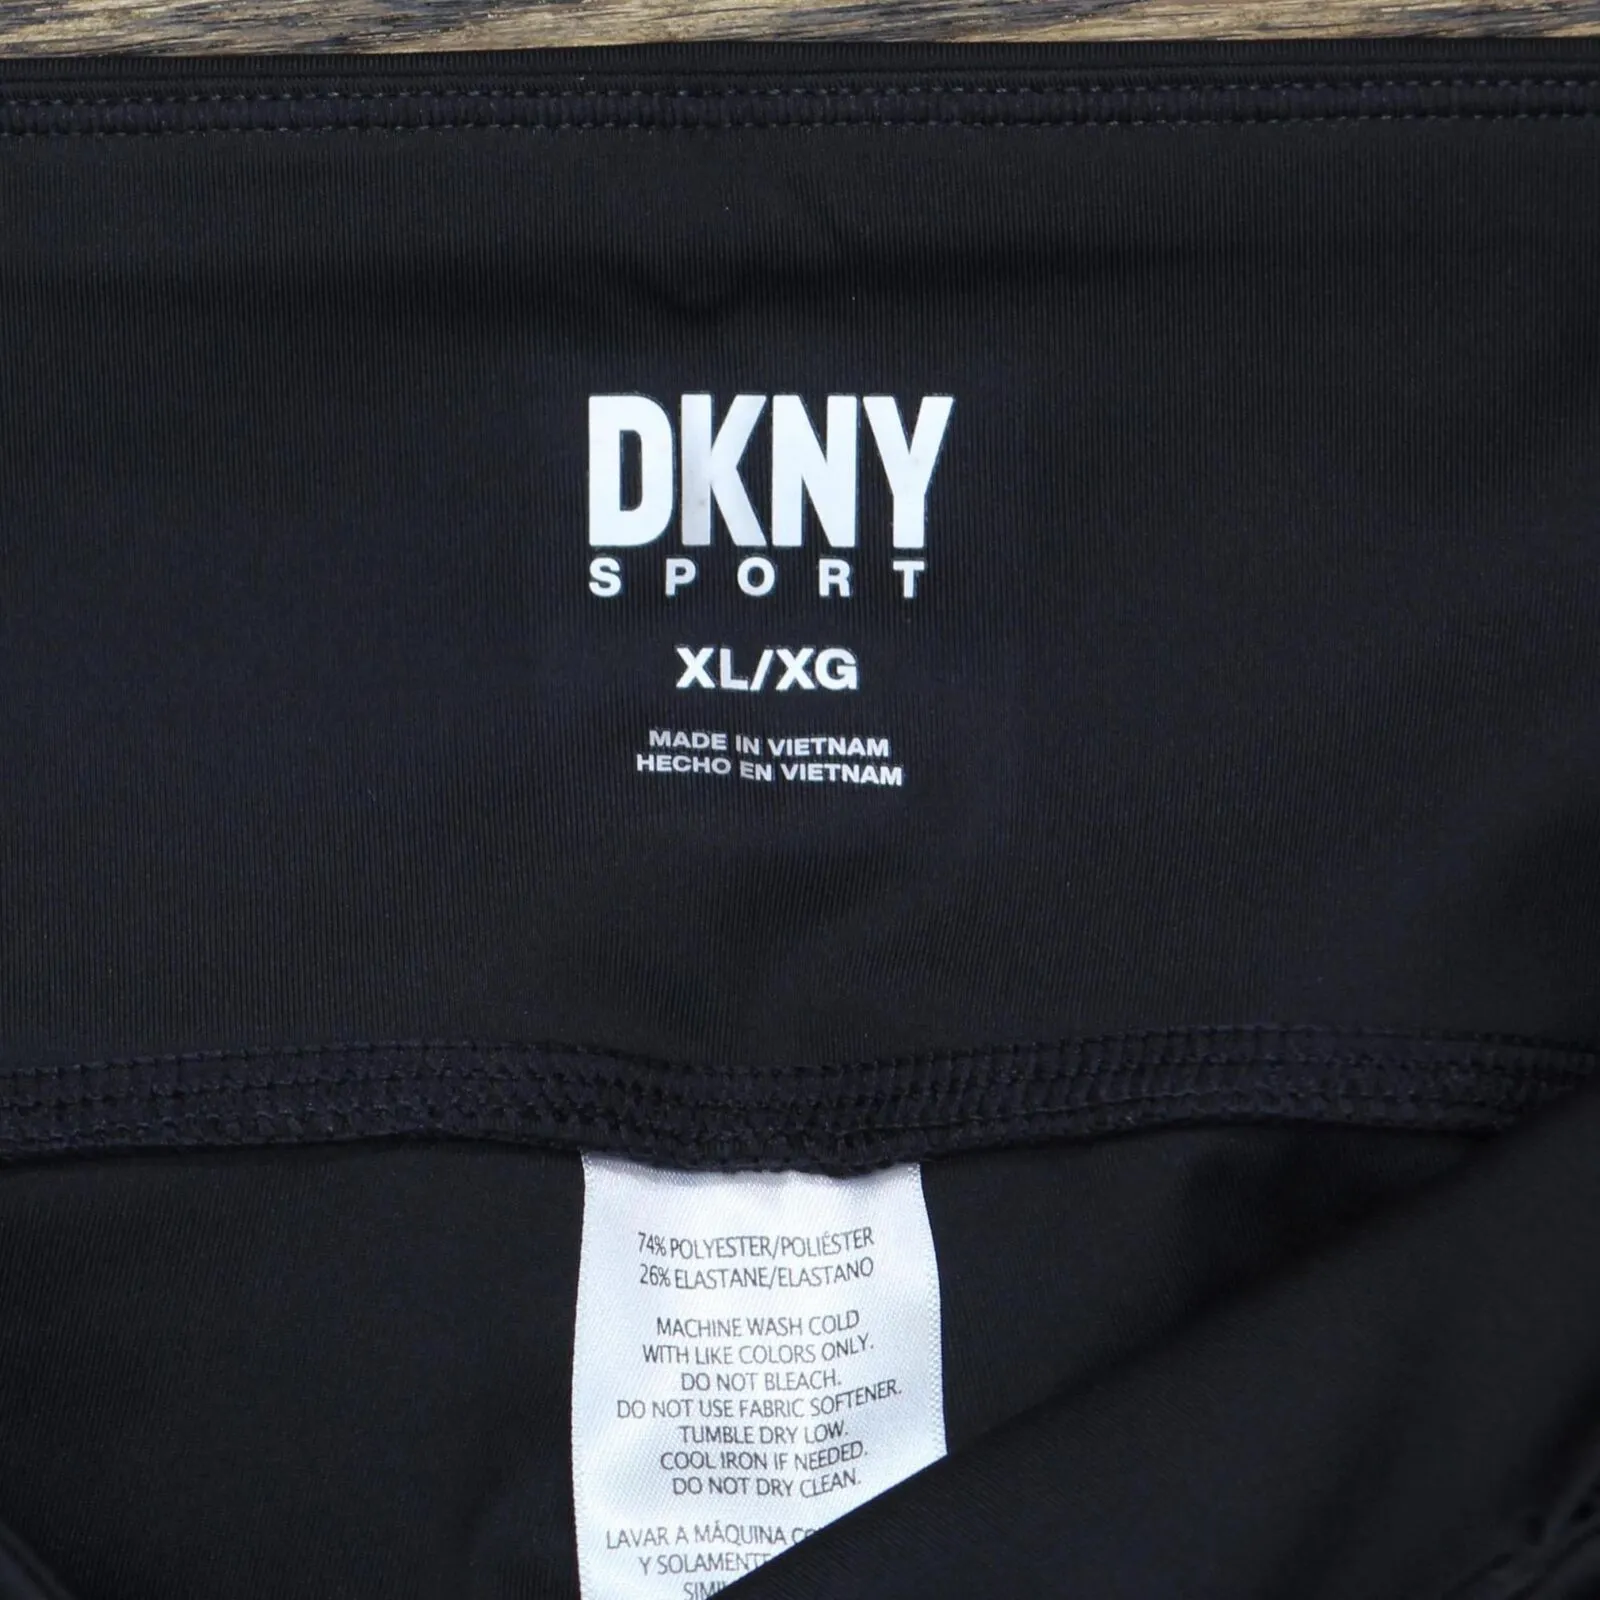 DKNY
SPORT
XL/XG
MADE IN VIETNAM
HECHO EN VIETNAM
74% POLYESTER/POLIÉSTER
26% ELASTANE/ELASTANO
MACHINE WASH COLD
WITH LIKE COLORS ONLY.
DO NOT BLEACH.
DO NOT USE FABRIC SOFTENER.
TUMBLE DRY LOW.
COOL IRON IF NEEDED.
DO NOT DRY CLEAN.
LAVAR A MÁQUINA
Y SOLAMENTE